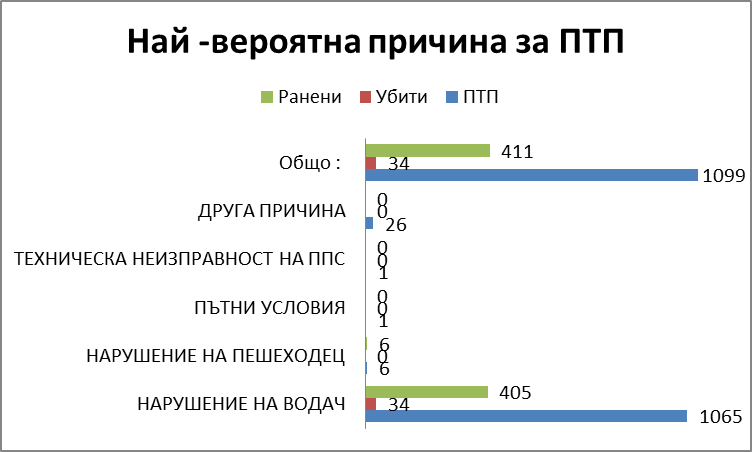 Най -вероятна причина за ПТП
Ранени Убити ПТП
Общо : 411
34
1099
ДРУГА ПРИЧИНА 0
0
26
ТЕХНИЧЕСКА НЕИЗПРАВНОСТ НА ППС 0
0
1
ПЪТНИ УСЛОВИЯ 0
0
1
НАРУШЕНИЕ НА ПЕШЕХОДЕЦ 6
0
6
НАРУШЕНИЕ НА ВОДАЧ 405
34
1065